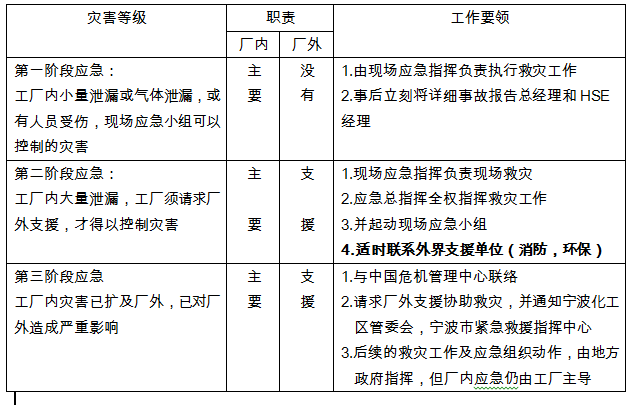 灾害等级
职责
工作要领
厂内
厂外
第一阶段应急：
工厂内小量泄漏或气体泄漏，或
有人员受伤，现场应急小组可以
控制的灾害
主
要
没
有
1.由现场应急指挥负责执行救灾工作
2.事后立刻将详细事故报告总经理和 HSE
经理
第二阶段应急：
工厂内大量泄漏，工厂须请求厂
外支援，才得以控制灾害
主
要
支
援
1.现场应急指挥负责现场救灾
2.应急总指挥全权指挥救灾工作
3.并起动现场应急小组
4.适时联系外界支援单位（消防，环保）
第三阶段应急
工厂内灾害已扩及厂外，已对厂
外造成严重影响
主
要
支
援
1.与中国危机管理中心联络
2.请求厂外支援协助救灾，并通知宁波化工
区管委会，宁波市紧急救援指挥中心
3.后续的救灾工作及应急组织动作，由地方
政府指挥，但厂内应急仍由工厂主导